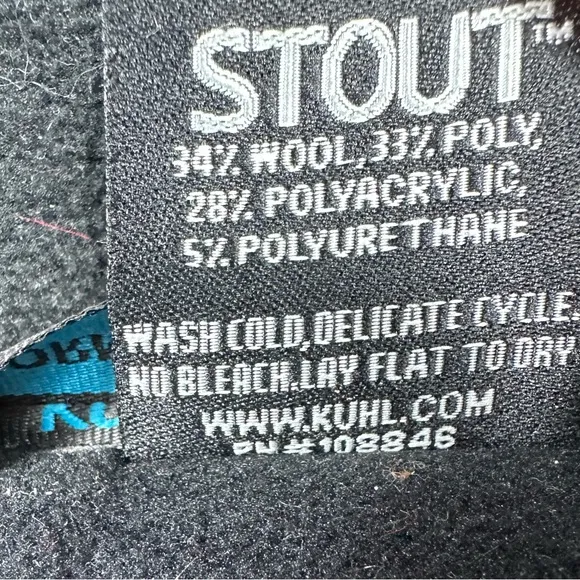 STOUT™
34% WOOL, 33% POLY,
28% POLYACRYLIC,
5% POLYURETHANE
WASH COLD, DELICATE CYCLE.
NO BLEACH. LAY FLAT TO DRY
WWW.KUHL.COM
PN #108846